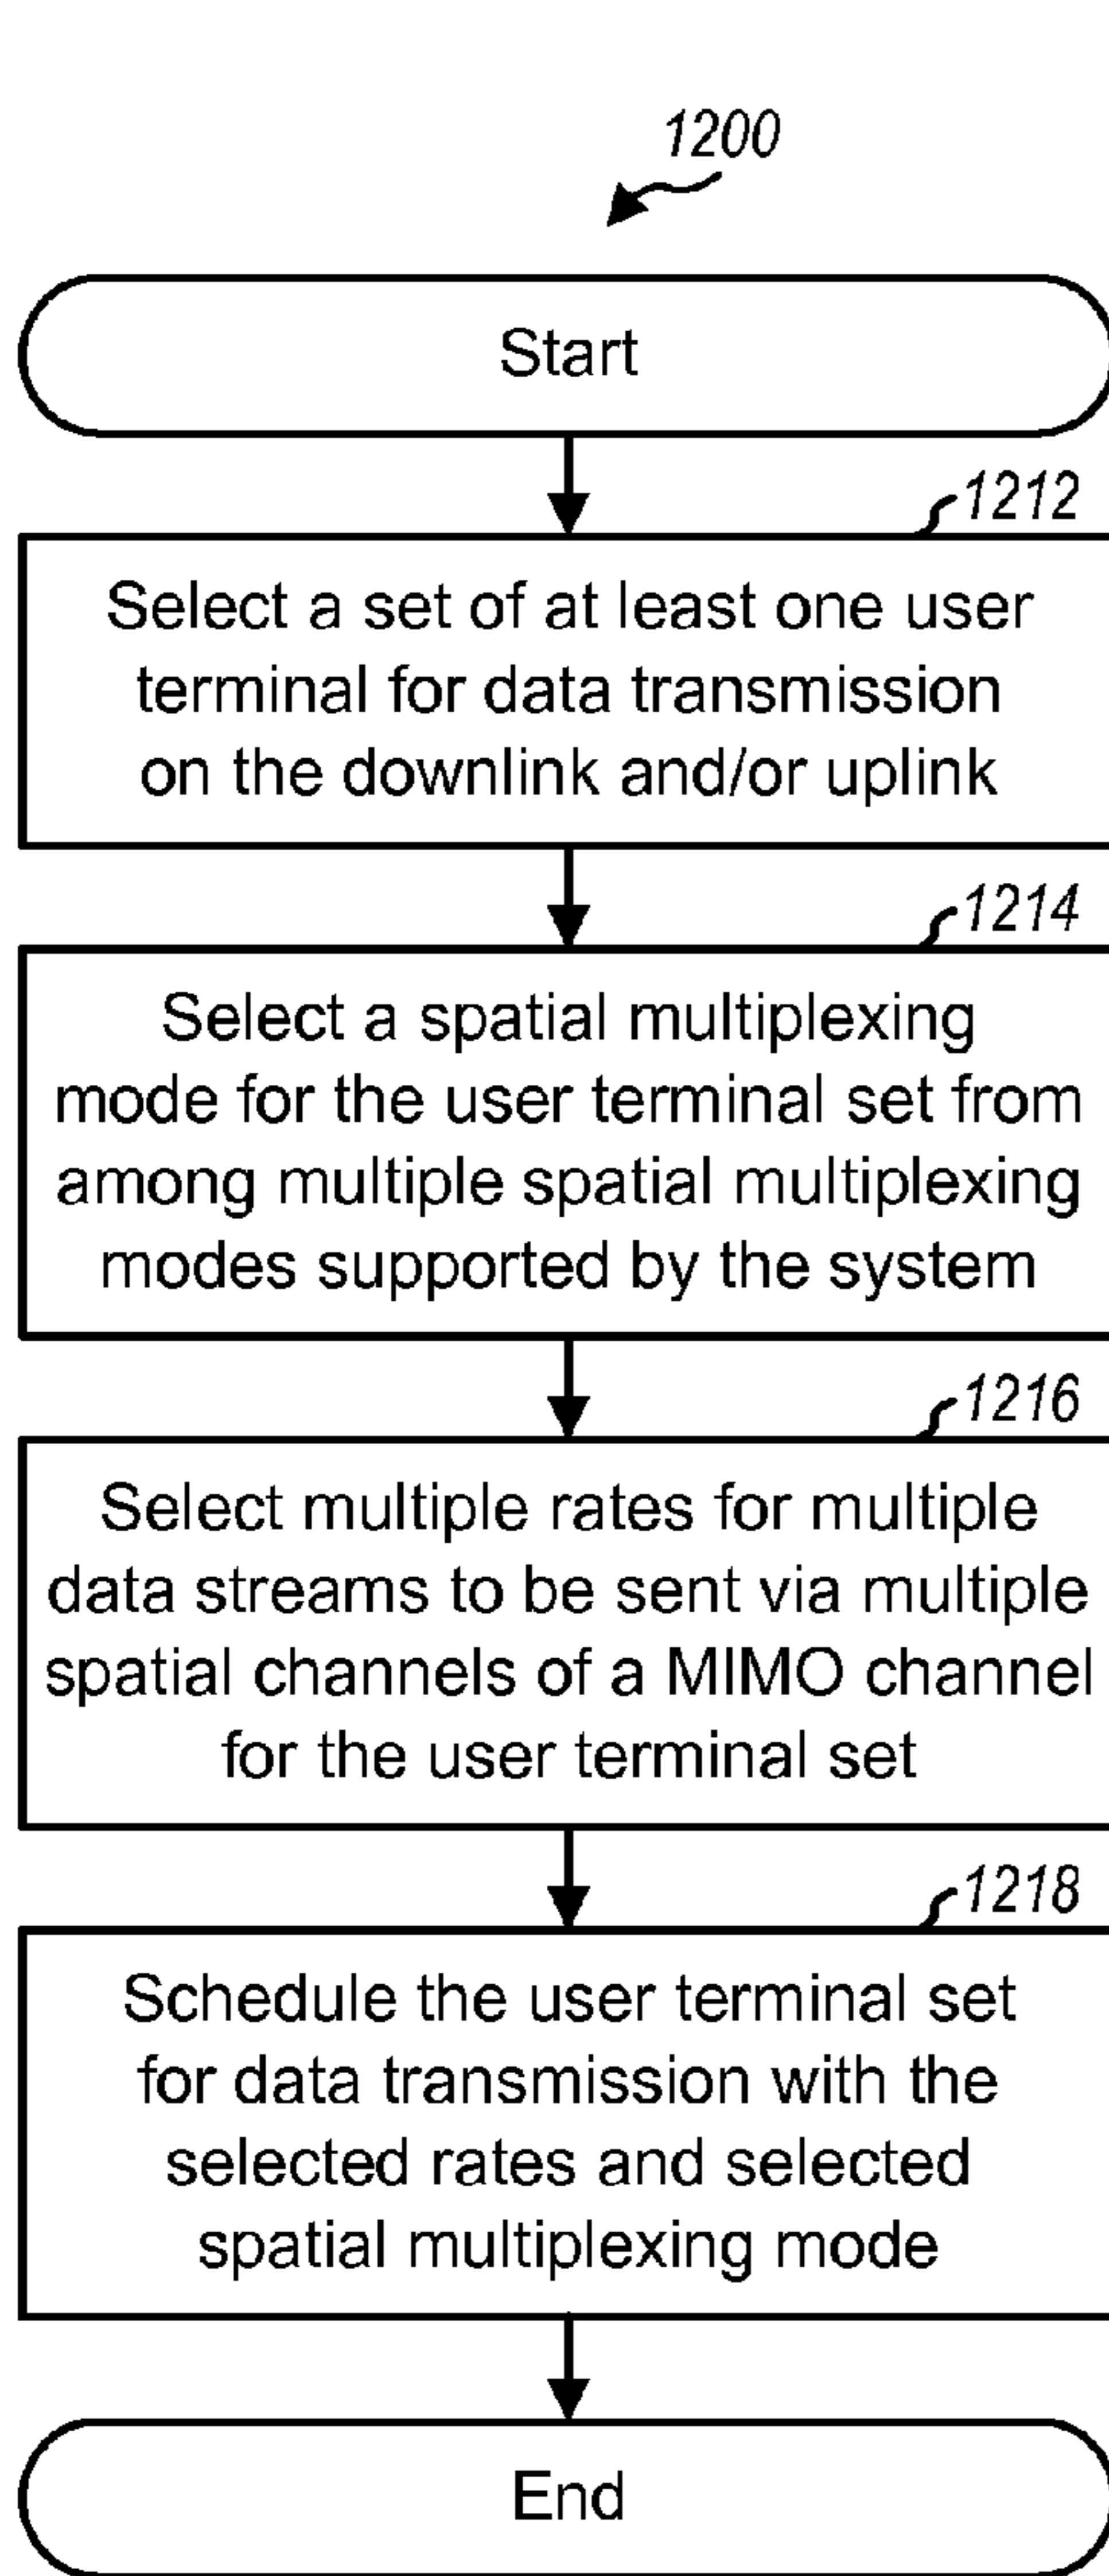 1200
Start
1212
Select a set of at least one user
terminal for data transmission
on the downlink and/or uplink
1214
Select a spatial multiplexing
mode for the user terminal set from
among multiple spatial multiplexing
modes supported by the system
1216
Select multiple rates for multiple
data streams to be sent via multiple
spatial channels of a MIMO channel
for the user terminal set
1218
Schedule the user terminal set
for data transmission with the
selected rates and selected
spatial multiplexing mode
End